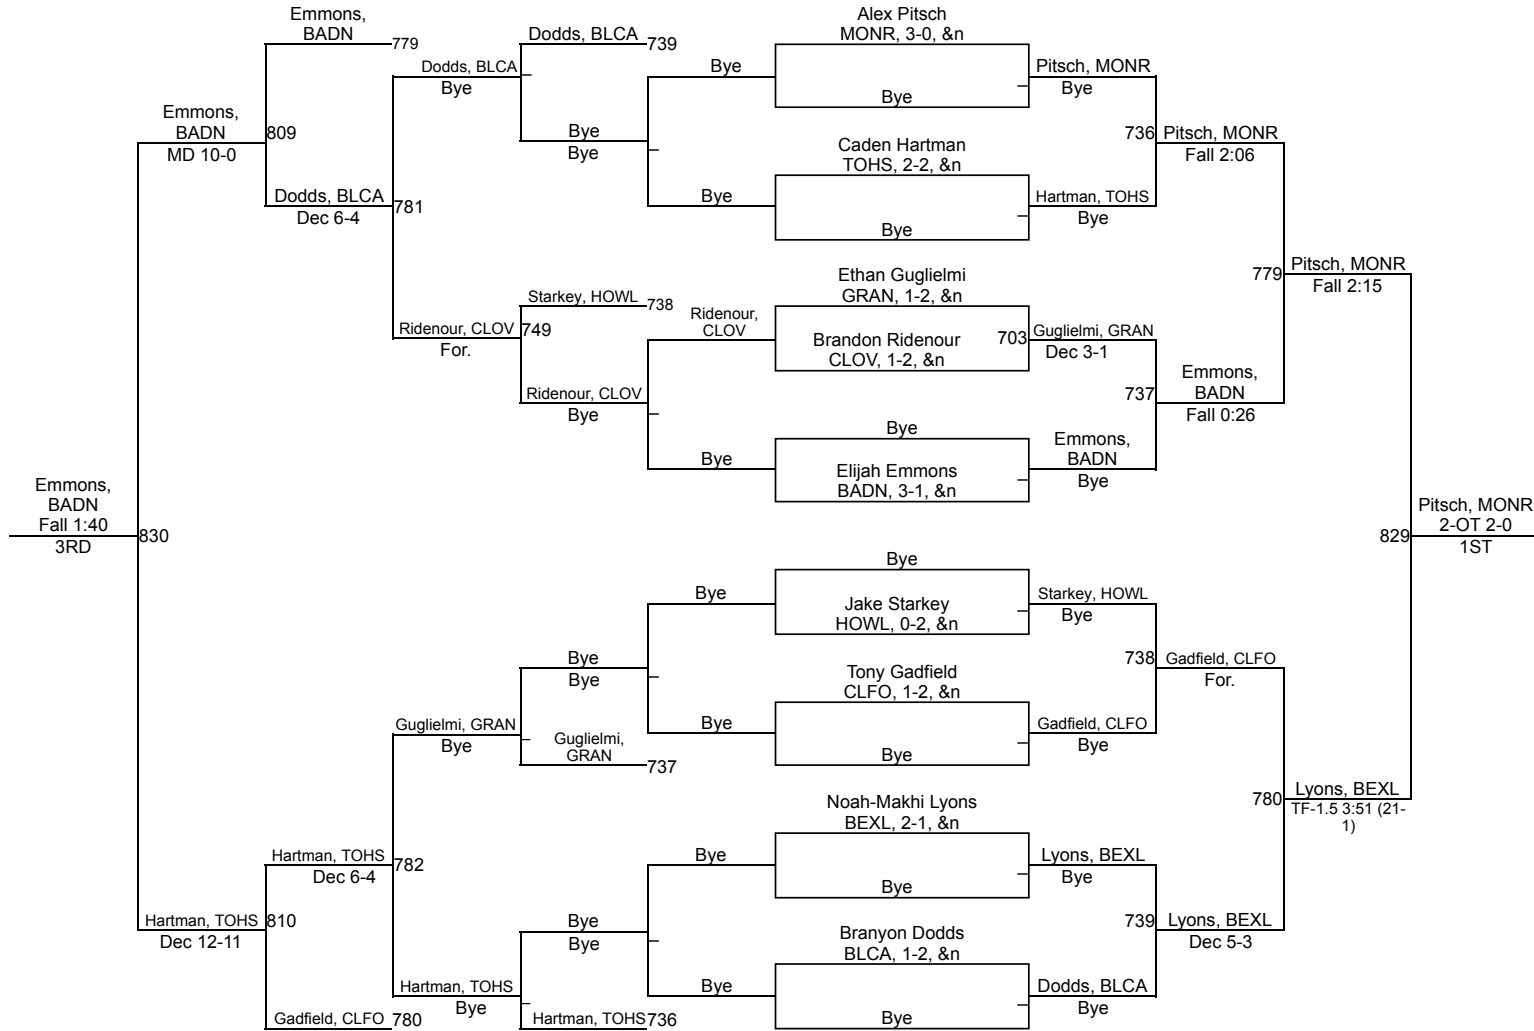 Emmons,
BADN
779
Dodds, BLCA
739
Alex Pitsch
MONR, 3-0, &n
Dodds, BLCA
Bye
Bye
Bye
Pitsch, MONR
Bye
Emmons,
BADN
809
MD 10-0
Bye
Bye
Caden Hartman
TOHS, 2-2, &n
736
Pitsch, MONR
Fall 2:06
Dodds, BLCA
781
Dec 6-4
Bye
Bye
Hartman, TOHS
Bye
Ethan Guglielmi
GRAN, 1-2, &n
779
Pitsch, MONR
Fall 2:15
Starkey, HOWL
738
Ridenour, CLOV
749
For.
Ridenour,
CLOV
Brandon Ridenour
CLOV, 1-2, &n
703
Guglielmi, GRAN
Dec 3-1
Ridenour, CLOV
Bye
737
Emmons,
BADN
Fall 0:26
Bye
Bye
Elijah Emmons
BADN, 3-1, &n
Emmons,
BADN
Bye
Emmons,
BADN
Fall 1:40
3RD
830
829
Pitsch, MONR
2-OT 2-0
1ST
Bye
Bye
Jake Starkey
HOWL, 0-2, &n
Starkey, HOWL
Bye
Bye
Bye
Tony Gadfield
CLFO, 1-2, &n
738
Gadfield, CLFO
For.
Guglielmi, GRAN
Bye
Guglielmi,
GRAN
737
Bye
Bye
Gadfield, CLFO
Bye
780
Lyons, BEXL
TF-1.5 3:51 (21-
1)
Noah-Makhi Lyons
BEXL, 2-1, &n
Hartman, TOHS
782
Dec 6-4
Bye
Bye
Lyons, BEXL
Bye
Hartman, TOHS
810
Dec 12-11
Bye
Bye
Branyon Dodds
BLCA, 1-2, &n
739
Lyons, BEXL
Dec 5-3
Hartman, TOHS
Bye
Bye
Bye
Dodds, BLCA
Bye
Gadfield, CLFO
780
Hartman, TOHS
736